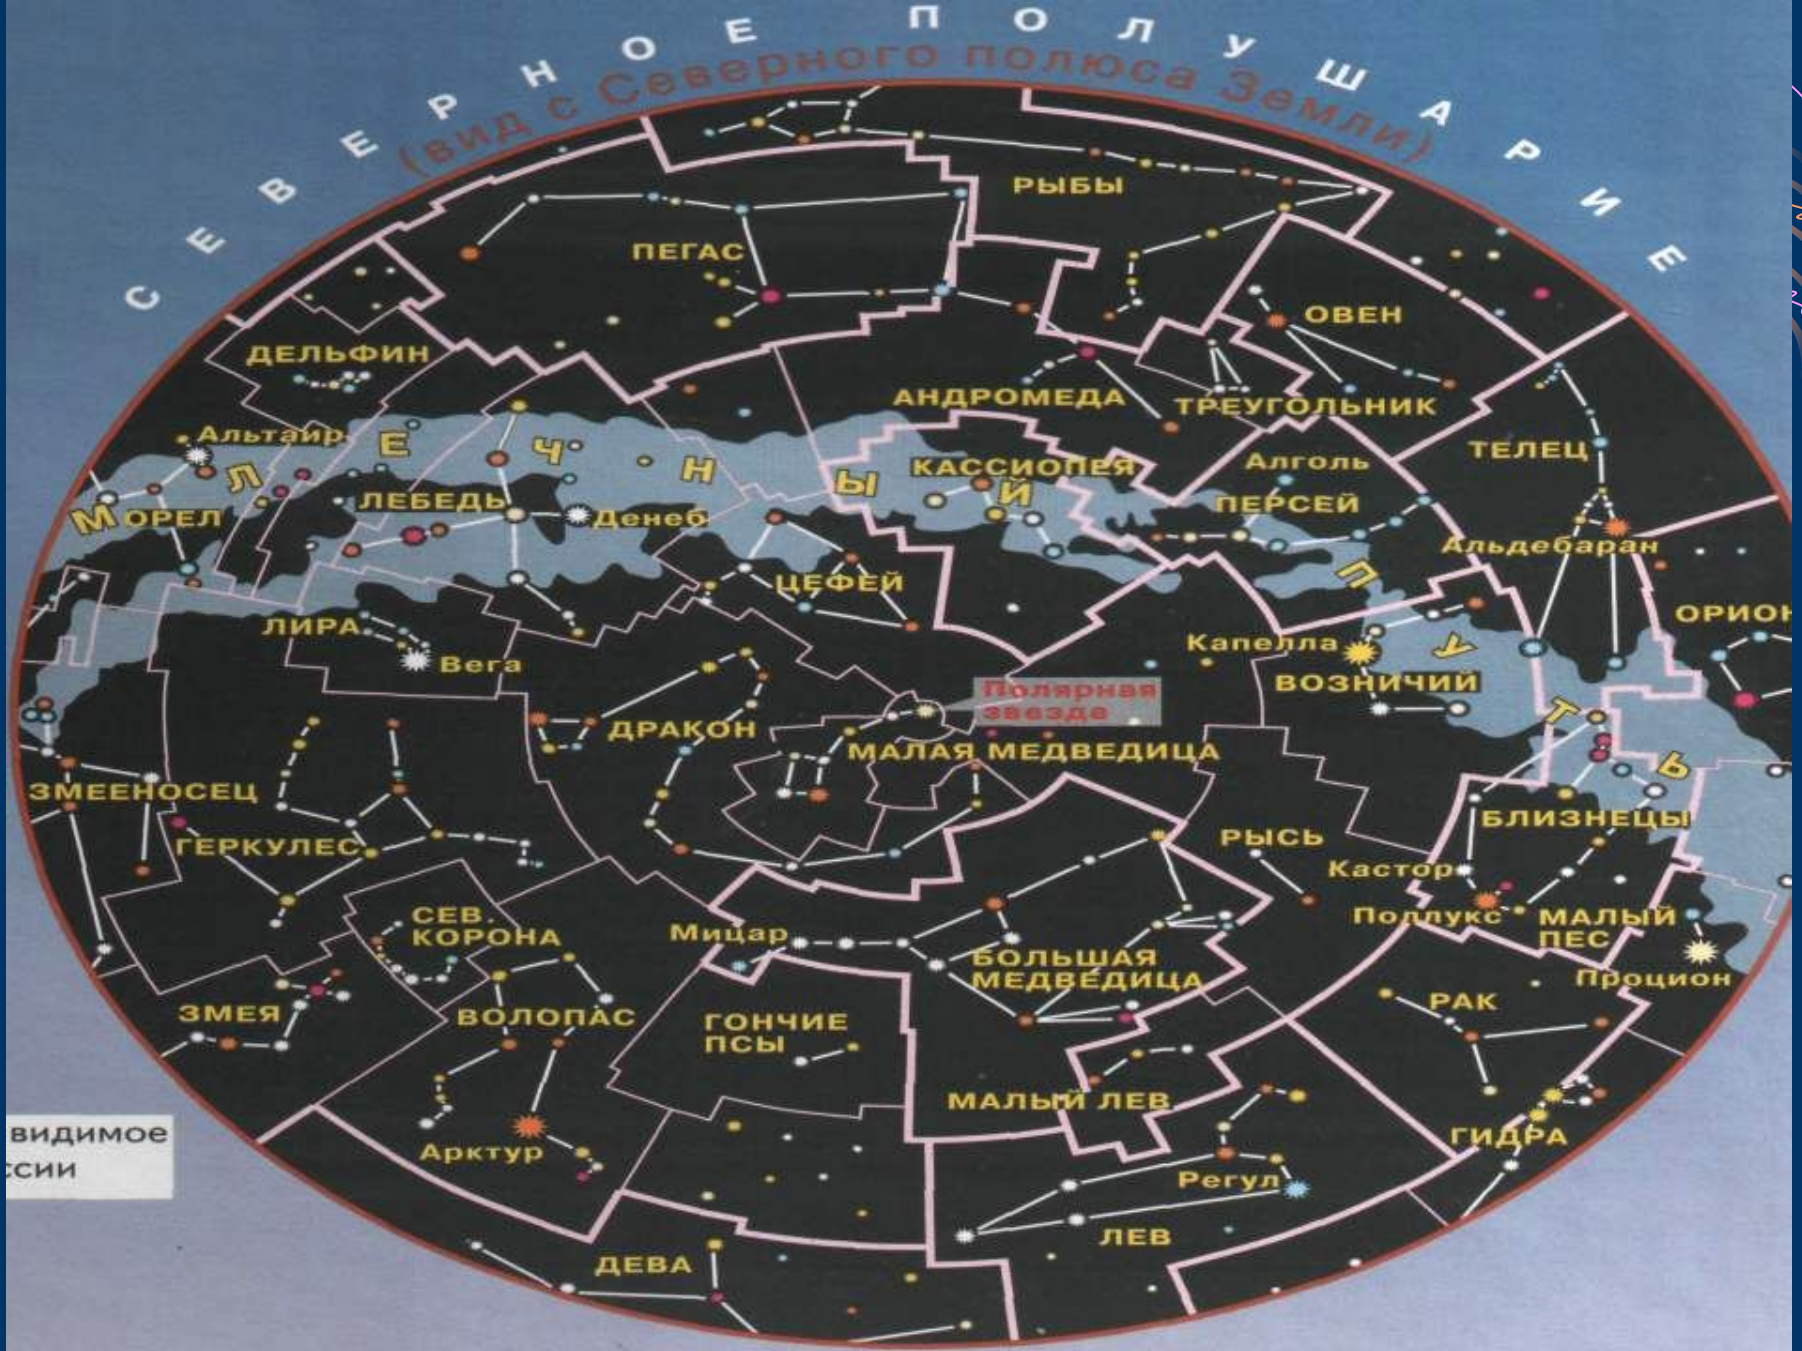 СЕВЕРНОЕ ПОЛУШАРИЕ
(вид с Северного полюса Земли)
РЫБЫ
ПЕГАС
ОВЕН
ДЕЛЬФИН
АНДРОМЕДА
ТРЕУГОЛЬНИК
Альтаир
МЛЕЧНЫЙ ПУТЬ
КАССИОПЕЯ
Алголь
ТЕЛЕЦ
ОРЕЛ
ЛЕБЕДЬ
Денеб
ПЕРСЕЙ
Альдебаран
ЦЕФЕЙ
ОРИОН
ЛИРА
Вега
Капелла
ВОЗНИЧИЙ
Полярная
звезда
ДРАКОН
МАЛАЯ МЕДВЕДИЦА
ЗМЕЕНОСЕЦ
ГЕРКУЛЕС
РЫСЬ
БЛИЗНЕЦЫ
Кастор
Поллукс
МАЛЫЙ
ПЕС
Процион
СЕВ.
КОРОНА
Мицар
БОЛЬШАЯ
МЕДВЕДИЦА
ЗМЕЯ
ВОЛОПАС
ГОНЧИЕ
ПСЫ
РАК
МАЛЫЙ ЛЕВ
ГИДРА
видимое
ссии
Арктур
Регул
ЛЕВ
ДЕВА